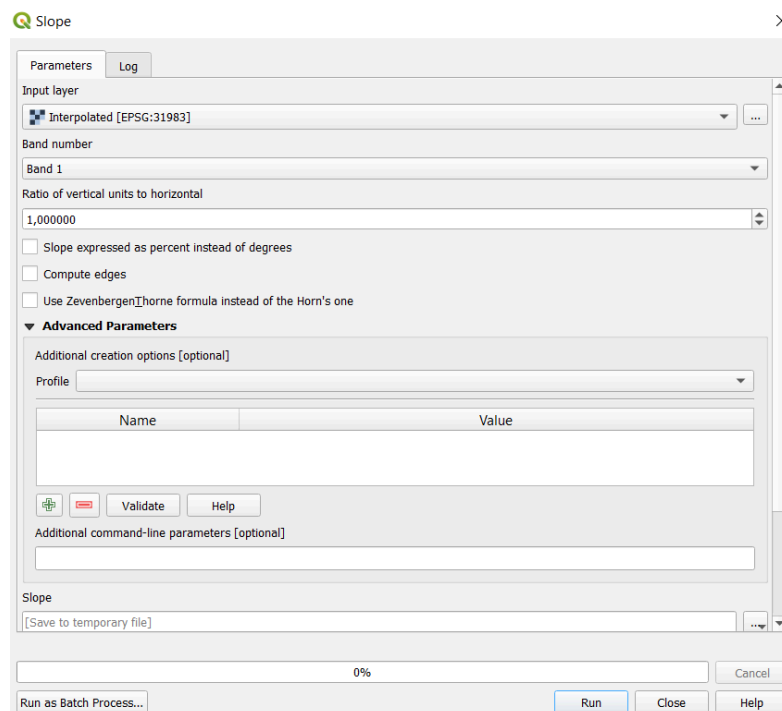 Slope
Parameters Log
Input layer
Interpolated [EPSG:31983] ...
Band number
Band 1
Ratio of vertical units to horizontal
1,000000
Slope expressed as percent instead of degrees
Compute edges
Use ZevenbergenThorne formula instead of the Horn's one
Advanced Parameters
Additional creation options [optional]
Profile
Name Value
Validate Help
Additional command-line parameters [optional]
Slope
[Save to temporary file] ...
0% Cancel
Run as Batch Process... Run Close Help